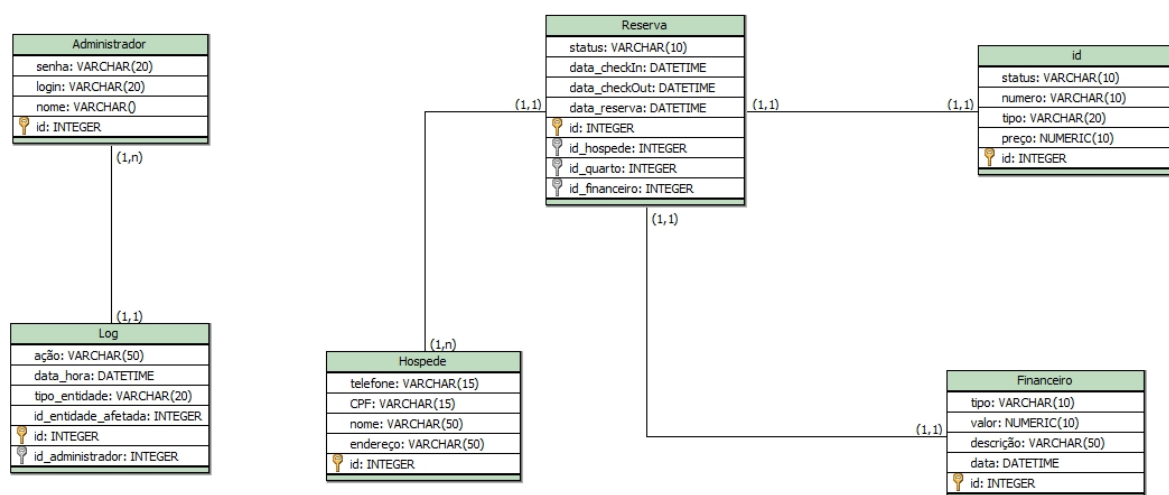 Administrador
senha: VARCHAR(20)
login: VARCHAR(20)
nome: VARCHAR()
id: INTEGER
(1,n)
(1,1)
Log
ação: VARCHAR(50)
data_hora: DATETIME
tipo_entidade: VARCHAR(20)
id_entidade_afetada: INTEGER
id: INTEGER
id_administrador: INTEGER
Reserva
status: VARCHAR(10)
data_checkIn: DATETIME
data_checkOut: DATETIME
data_reserva: DATETIME
id: INTEGER
id_hospede: INTEGER
id_quarto: INTEGER
id_financeiro: INTEGER
(1,1)
(1,1)
(1,1)
(1,1)
id
status: VARCHAR(10)
numero: VARCHAR(10)
tipo: VARCHAR(20)
preço: NUMERIC(10)
id: INTEGER
(1,n)
Hospede
telefone: VARCHAR(15)
CPF: VARCHAR(15)
nome: VARCHAR(50)
endereço: VARCHAR(50)
id: INTEGER
(1,1)
Financeiro
tipo: VARCHAR(10)
valor: NUMERIC(10)
descrição: VARCHAR(50)
data: DATETIME
id: INTEGER